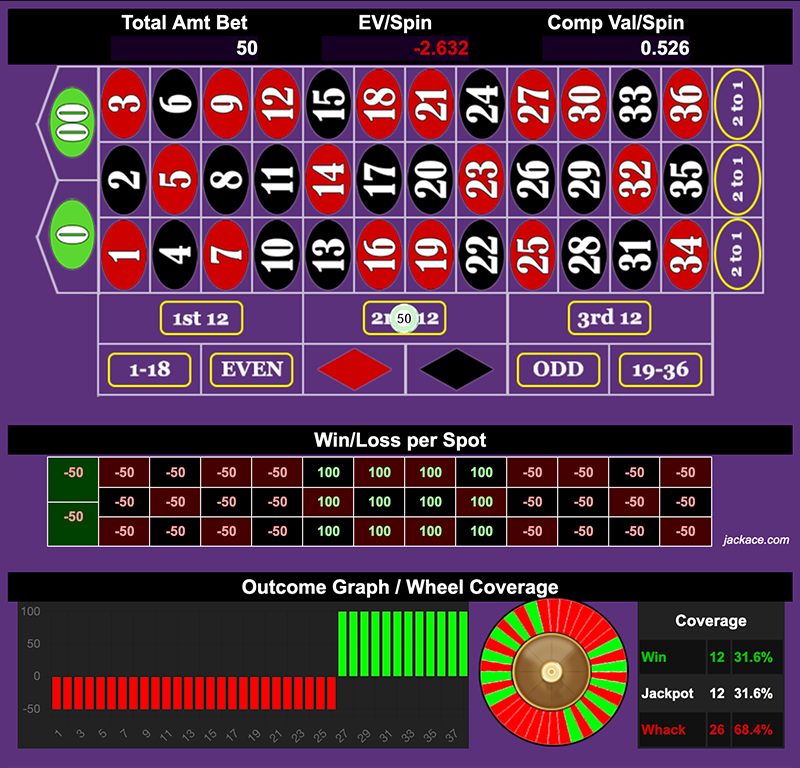 Total Amt Bet EV/Spin Comp Val/Spin
50 -2.632 0.526
00 3 6 9 12 15 18 21 24 27 30 33 36 2 to 1
2 5 8 11 14 17 20 23 26 29 32 35 2 to 1
0 1 4 7 10 13 16 19 22 25 28 31 34 2 to 1
1st 12 50 12 3rd 12
1-18 EVEN ODD 19-36
Win/Loss per Spot
-50 -50 -50 -50 -50 100 100 100 100 -50 -50 -50 -50
-50 -50 -50 -50 100 100 100 100 -50 -50 -50 -50
-50 -50 -50 -50 -50 100 100 100 100 -50 -50 -50 -50
jackace.com
Outcome Graph / Wheel Coverage
100
50
0
-50
1 3 5 7 9 11 13 15 17 19 21 23 25 27 29 31 33 35 37
Coverage
Win 12 31.6%
Jackpot 12 31.6%
Whack 26 68.4%